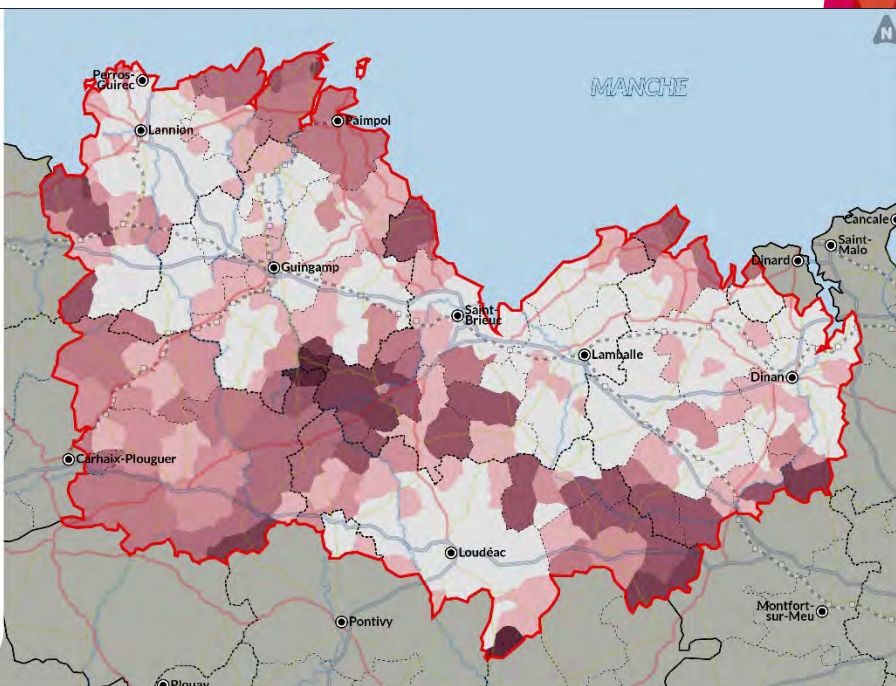 N
Perros-
Guirec
MANCHE
Lannion
Paimpol
Cancale
Saint-
Malo
Dinard
Guingamp
Saint-
Brieuc
Lamballe
Dinan
Carhaix-Plouguer
Loudéac
Montfort-
sur-Meu
Pontivy
Plouay